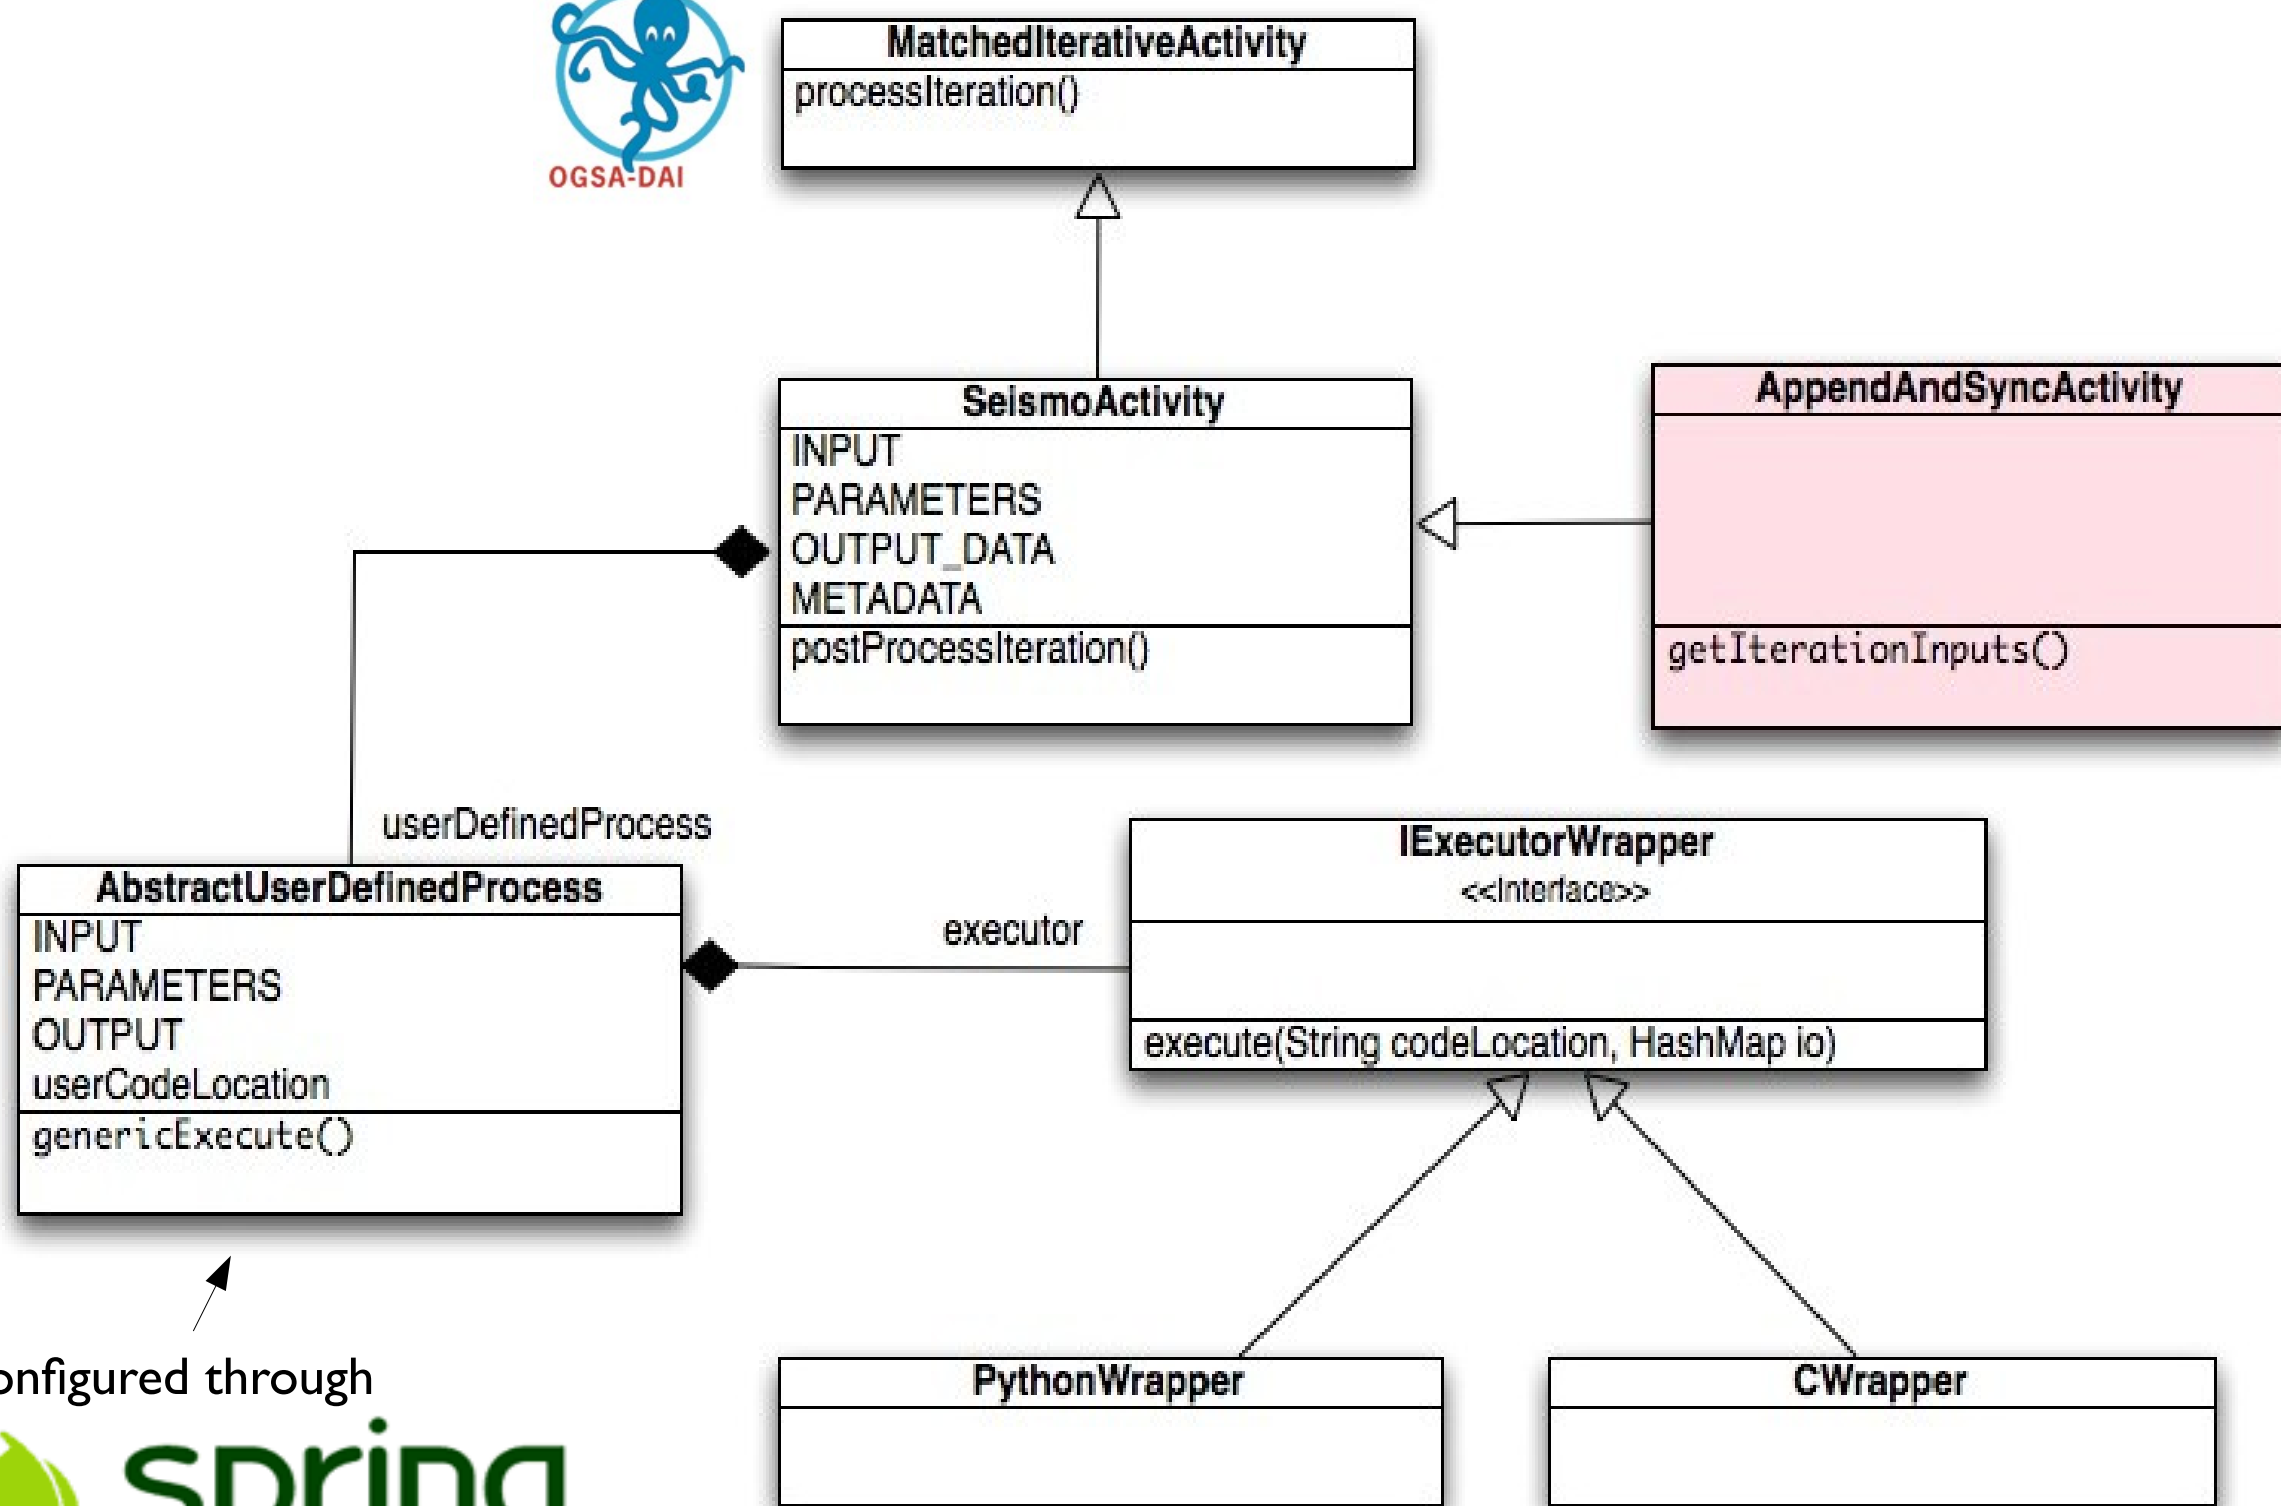 MatchedIterativeActivity
processIteration()
OGSA-DAI
SeismoActivity
INPUT
PARAMETERS
OUTPUT_DATA
METADATA
postProcessIteration()
AppendAndSyncActivity
getIterationInputs()
userDefinedProcess
AbstractUserDefinedProcess
INPUT
PARAMETERS
OUTPUT
userCodeLocation
genericExecute()
executor
IExecutorWrapper
<<Interface>>
execute(String codeLocation, HashMap io)
through
spring
PythonWrapper
CWrapper